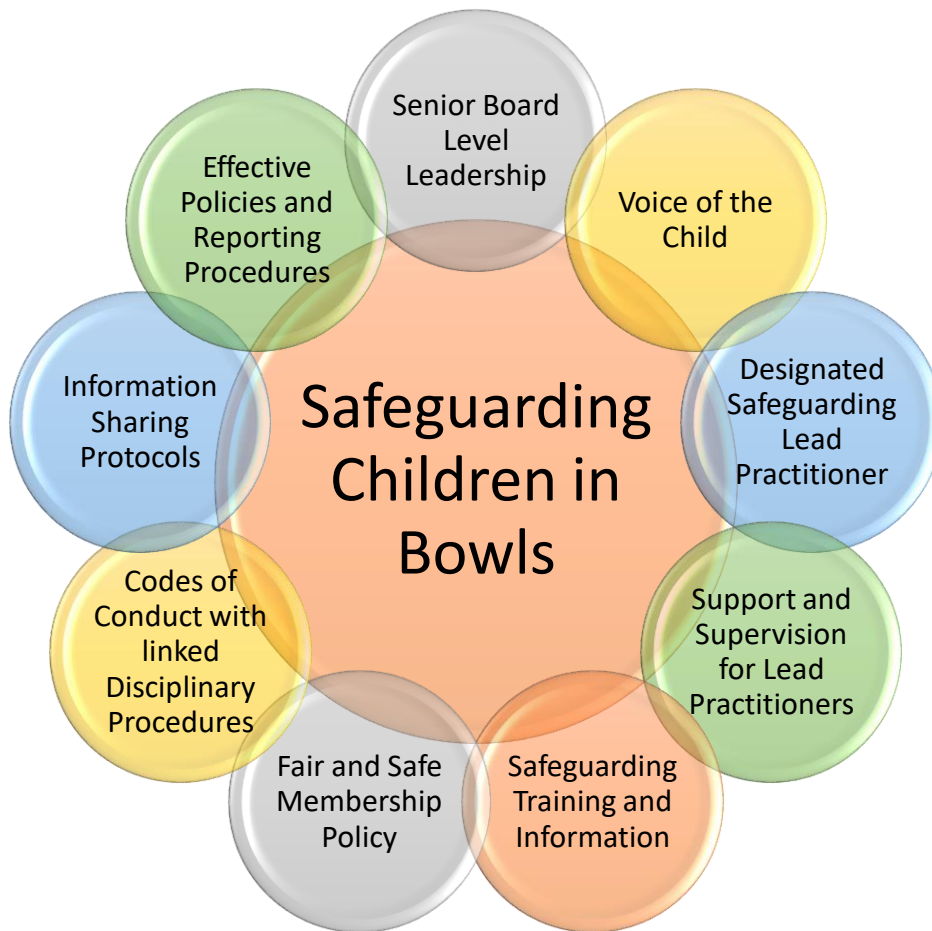 Senior Board
Level
Leadership
Voice of the
Child
Designated
Safeguarding
Lead
Practitioner
Support and
Supervision
for Lead
Practitioners
Safeguarding
Training and
Information
Fair and Safe
Membership
Policy
Codes of
Conduct with
linked
Disciplinary
Procedures
Information
Sharing
Protocols
Effective
Policies and
Reporting
Procedures
Safeguarding
Children in
Bowls